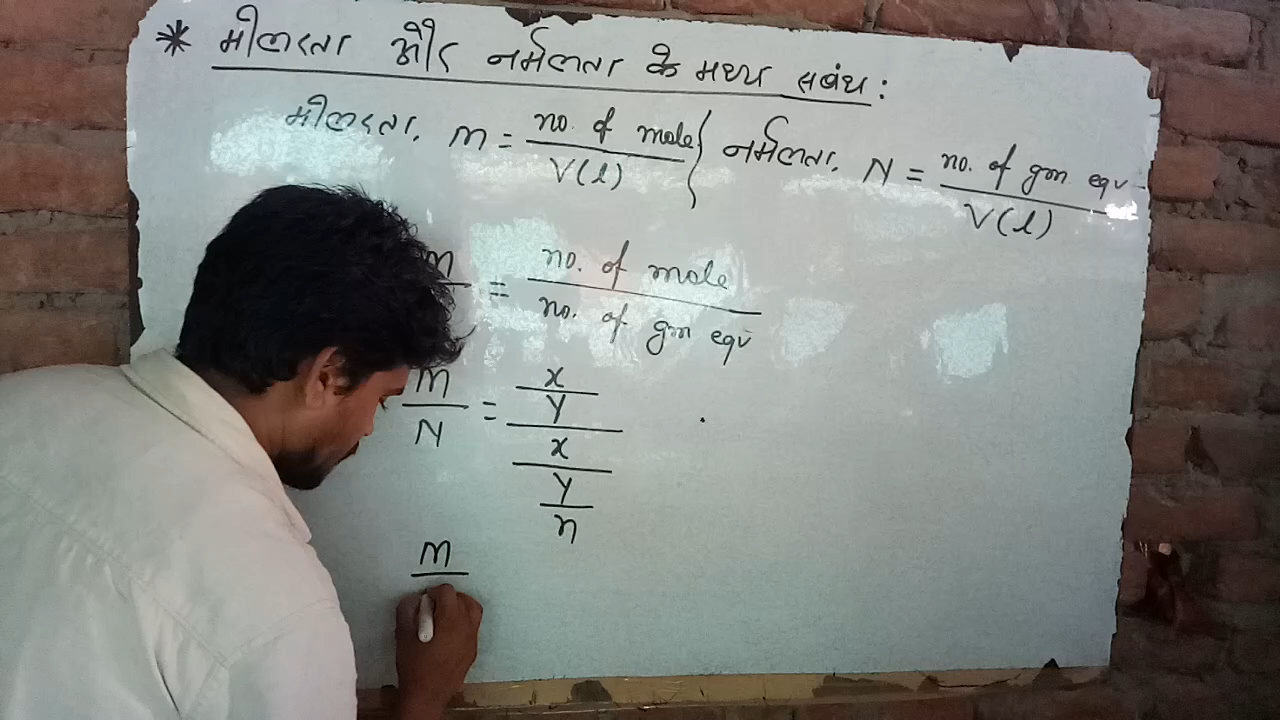 * मोलरता और नर्मलता के मध्य सबंध :
मोलरता, M = no. of mole / V(l) } नर्मलता, N = no. of gm eqv / V(l)
M = no. of mole / no. of gm eqv
M / N = x / y / x / y / n
M